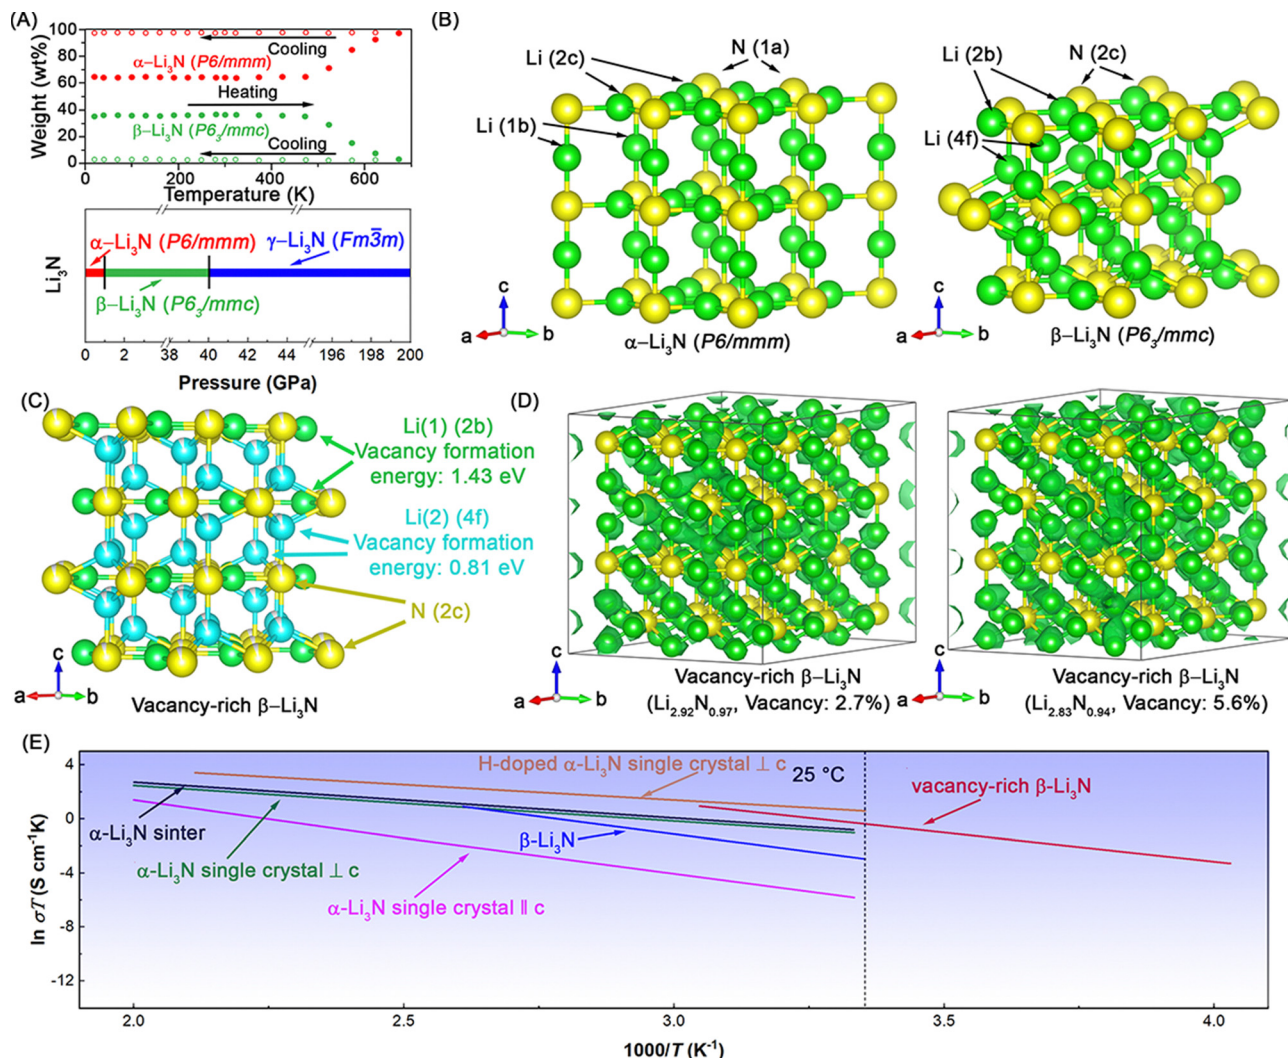 (A)
Weight (wt%)
100
80
60
40
20
0
Cooling
α–Li₃N (P6/mmm)
Heating
β–Li₃N (P6₃/mmc)
Cooling
0 200 400 600
Temperature (K)
Li₃N
α–Li₃N (P6/mmm)
γ–Li₃N (Fm3̅m)
β–Li₃N (P6₃/mmc)
0 2 38 40 42 44 196 198 200
Pressure (GPa)
(B)
Li (2c)
N (1a)
Li (1b)
c
a b
α–Li₃N (P6/mmm)
Li (2b)
N (2c)
Li (4f)
c
a b
β–Li₃N (P6₃/mmc)
(C)
Li(1) (2b)
Vacancy formation
energy: 1.43 eV
Li(2) (4f)
Vacancy formation
energy: 0.81 eV
N (2c)
c
a b
Vacancy-rich β–Li₃N
(D)
c
a b
Vacancy-rich β–Li₃N
(Li₂.₉₂N₀.₉₇, Vacancy: 2.7%)
c
a b
Vacancy-rich β–Li₃N
(Li₂.₈₃N₀.₉₄, Vacancy: 5.6%)
(E)
ln σT (S cm⁻¹K)
4
0
-4
-8
-12
H-doped α-Li₃N single crystal ⊥ c
25 °C
vacancy-rich β-Li₃N
α-Li₃N sinter
β-Li₃N
α-Li₃N single crystal ⊥ c
α-Li₃N single crystal ∥ c
2.0 2.5 3.0 3.5 4.0
1000/T (K⁻¹)